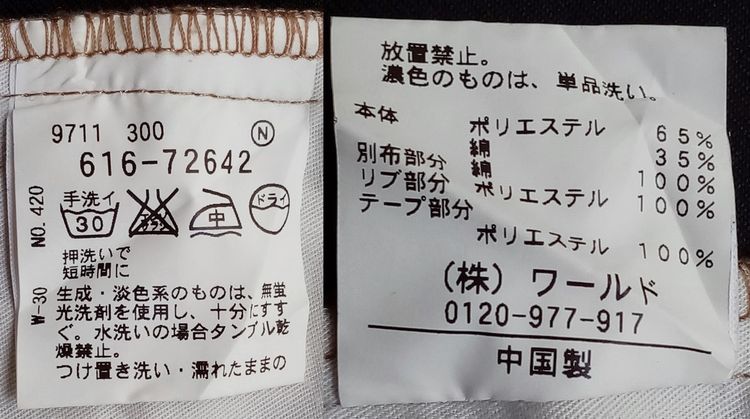 9711 300 N
616-72642
手洗イ
30
エンソサラシ
中
ドライ
NO. 420
W-30
押洗いで
短時間に
生成・淡色系のものは、無蛍
光洗剤を使用し、十分にすす
ぐ。水洗いの場合タンブル乾
燥禁止。
つけ置き洗い・濡れたままの
放置禁止。
濃色のものは、単品洗い。
本体 ポリエステル 65%
綿 35%
別布部分 綿 100%
リブ部分 ポリエステル 100%
テープ部分
ポリエステル 100%
(株) ワールド
0120-977-917
中国製